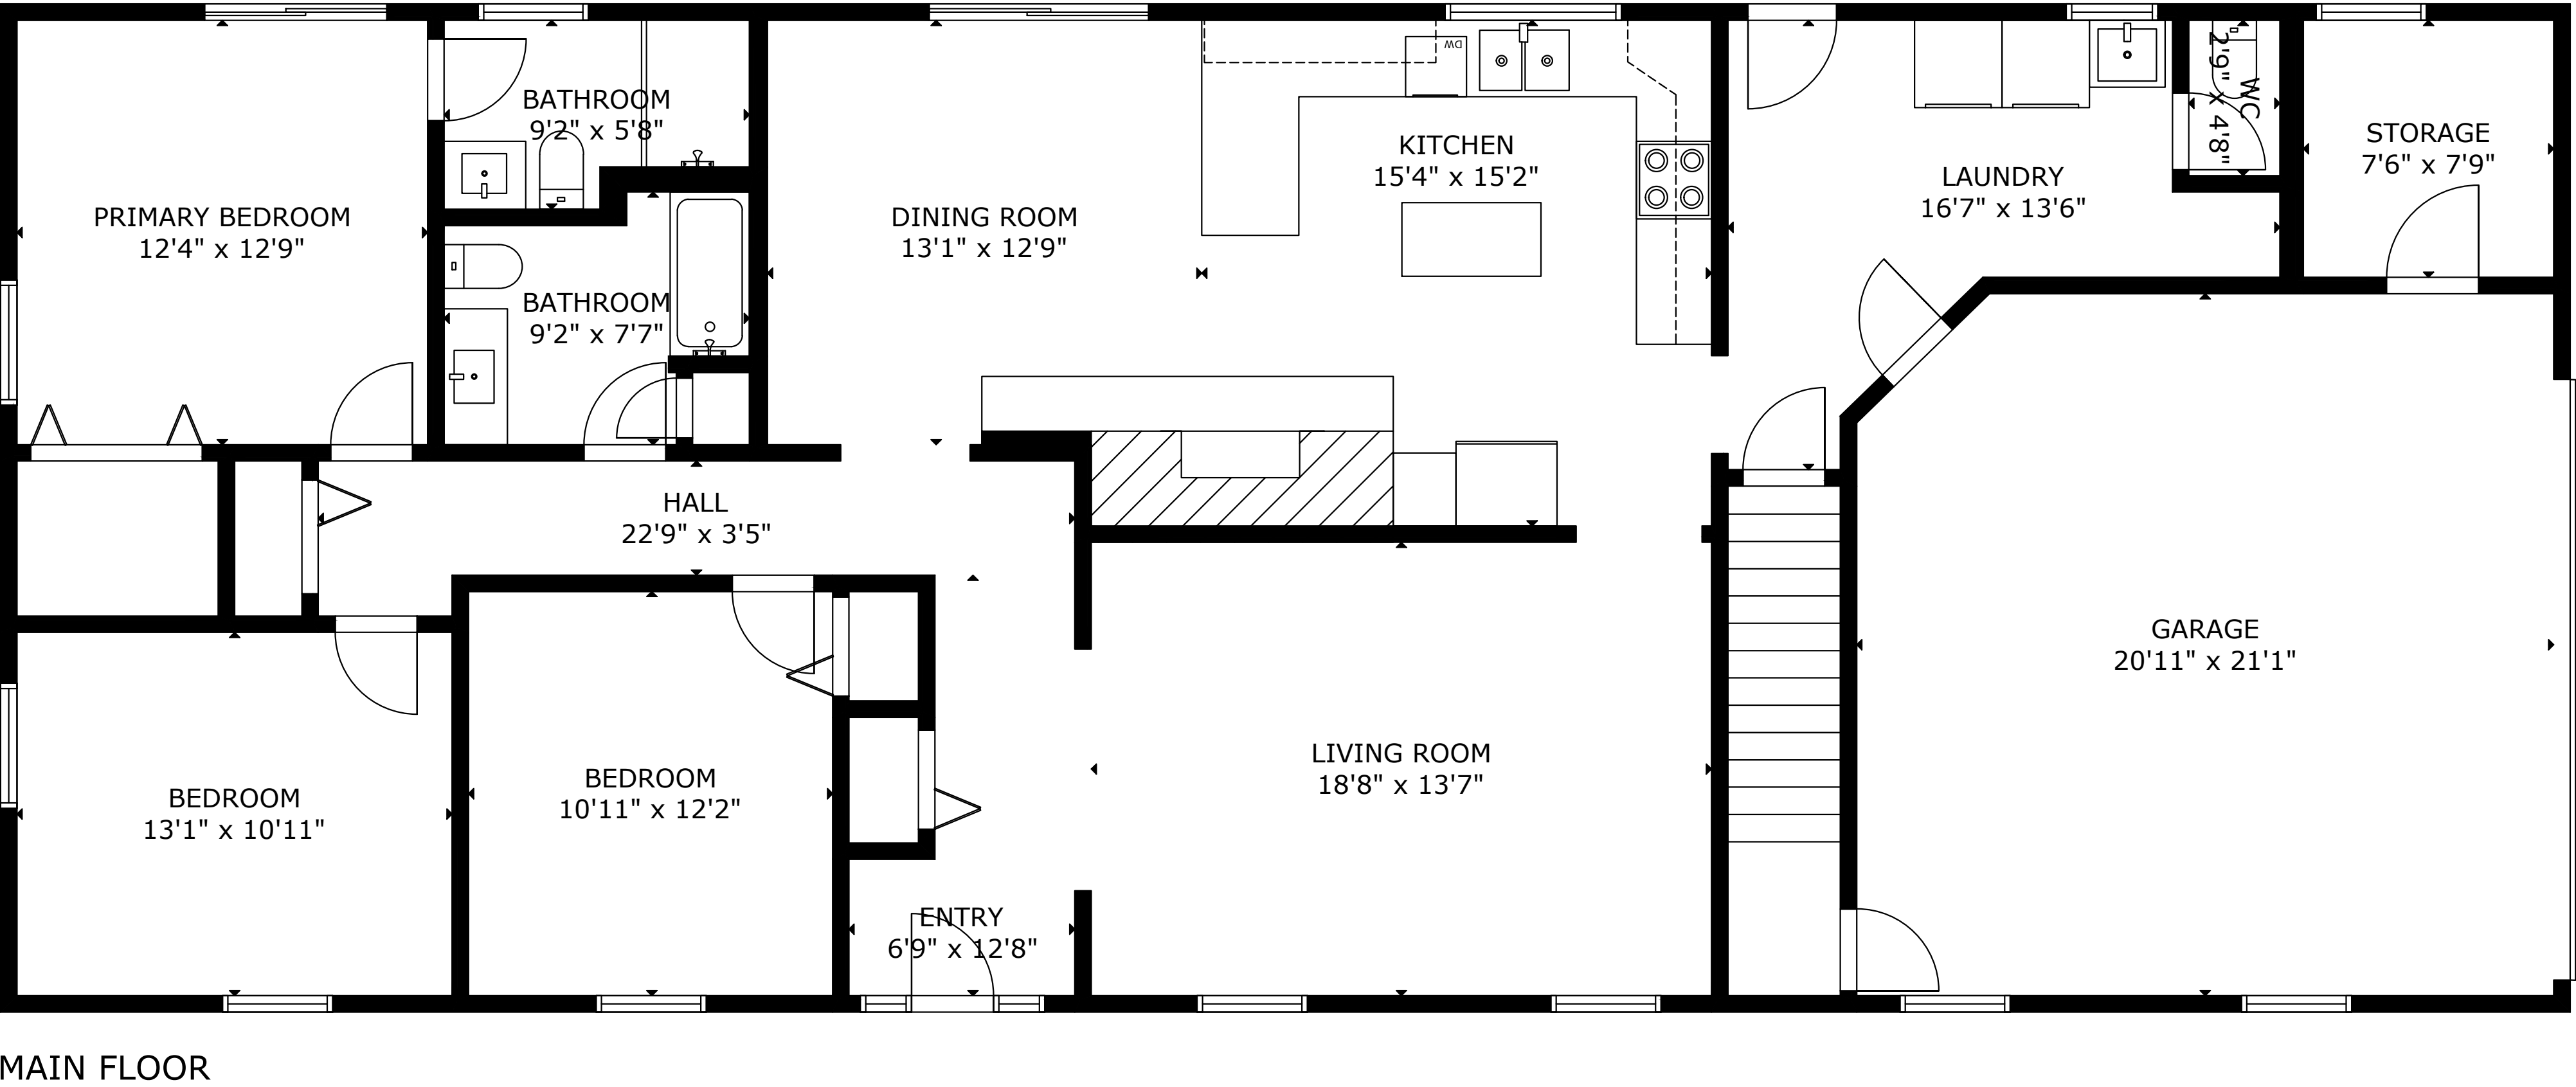 BATHROOM
9'2" x 5'8"
DW
KITCHEN
15'4" x 15'2"
WC
2'9" x 4'8"
STORAGE
7'6" x 7'9"
LAUNDRY
16'7" x 13'6"
PRIMARY BEDROOM
12'4" x 12'9"
DINING ROOM
13'1" x 12'9"
BATHROOM
9'2" x 7'7"
HALL
22'9" x 3'5"
GARAGE
20'11" x 21'1"
LIVING ROOM
18'8" x 13'7"
BEDROOM
13'1" x 10'11"
BEDROOM
10'11" x 12'2"
ENTRY
6'9" x 12'8"
MAIN FLOOR